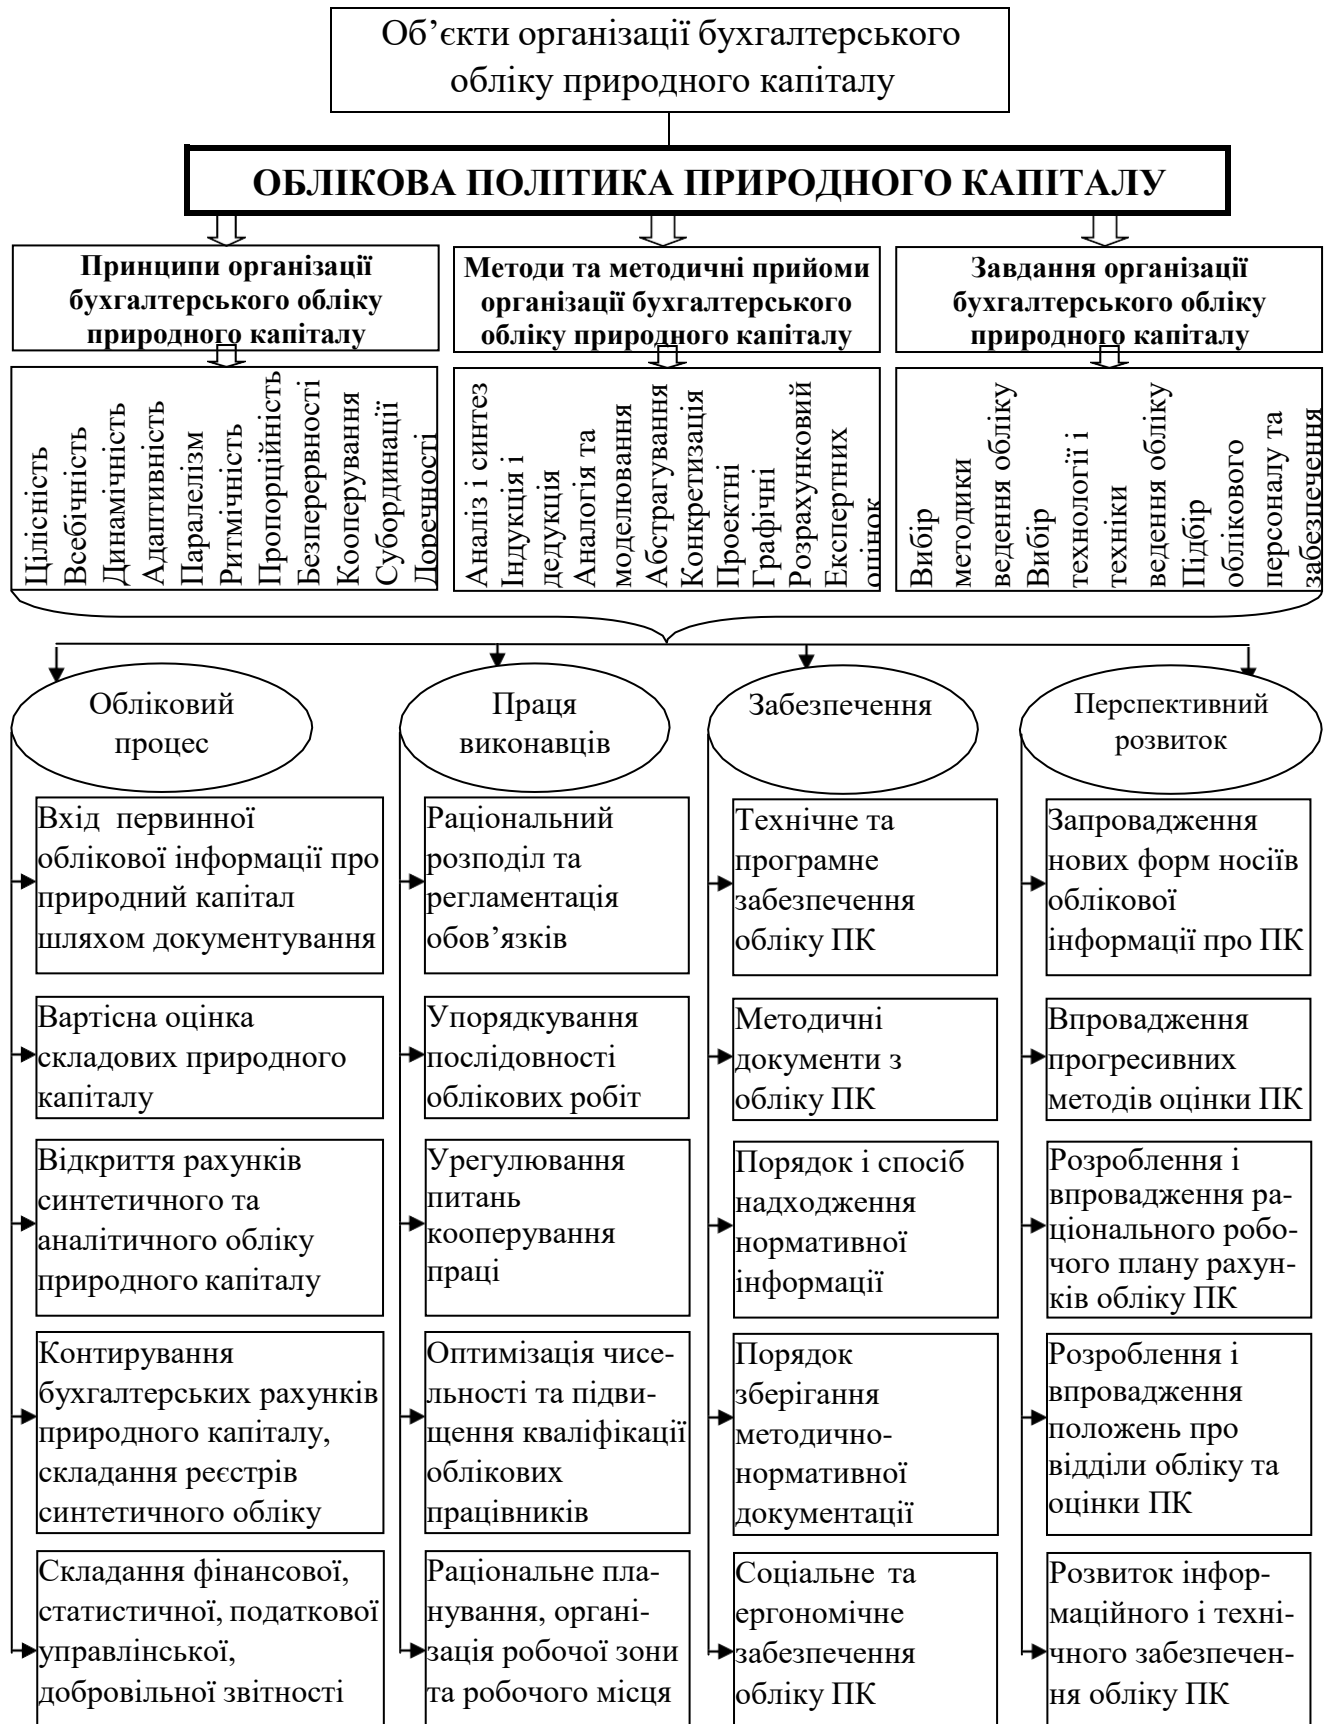 Об’єкти організації бухгалтерського
обліку природного капіталу
ОБЛІКОВА ПОЛІТИКА ПРИРОДНОГО КАПІТАЛУ
Принципи організації
бухгалтерського обліку
природного капіталу
Методи та методичні прийоми
організації бухгалтерського
обліку природного капіталу
Завдання організації
бухгалтерського обліку
природного капіталу
Цілісність
Всебічність
Динамічність
Адаптивність
Паралелізм
Ритмічність
Пропорційність
Безперервності
Кооперування
Субординації
Доречності
Аналіз і синтез
Індукція і
дедукція
Аналогія та
моделювання
Абстрагування
Конкретизація
Проектні
Графічні
Розрахунковий
Експертних
оцінок
Вибір
методики
ведення обліку
Вибір
технології і
техніки
ведення обліку
Підбір
облікового
персоналу та
забезпечення
Обліковий
процес
Праця
виконавців
Забезпечення
Перспективний
розвиток
Вхід первинної
облікової інформації про
природний капітал
шляхом документування
Вартісна оцінка
складових природного
капіталу
Відкриття рахунків
синтетичного та
аналітичного обліку
природного капіталу
Контирування
бухгалтерських рахунків
природного капіталу,
складання реєстрів
синтетичного обліку
Складання фінансової,
статистичної, податкової
управлінської,
добровільної звітності
Раціональний
розподіл та
регламентація
обов’язків
Упорядкування
послідовності
облікових робіт
Урегулювання
питань
кооперування
праці
Оптимізація чисе-
льності та підви-
щення кваліфікації
облікових
працівників
Раціональне пла-
нування, органі-
зація робочої зони
та робочого місця
Технічне та
програмне
забезпечення
обліку ПК
Методичні
документи з
обліку ПК
Порядок і спосіб
надходження
нормативної
інформації
Порядок
зберігання
методично-
нормативної
документації
Соціальне та
ергономічне
забезпечення
обліку ПК
Запровадження
нових форм носіїв
облікової
інформації про ПК
Впровадження
прогресивних
методів оцінки ПК
Розроблення і
впровадження ра-
ціонального робо-
чого плану рахун-
ків обліку ПК
Розроблення і
впровадження
положень про
відділи обліку та
оцінки ПК
Розвиток інфор-
маційного і техні-
чного забезпечен-
ня обліку ПК